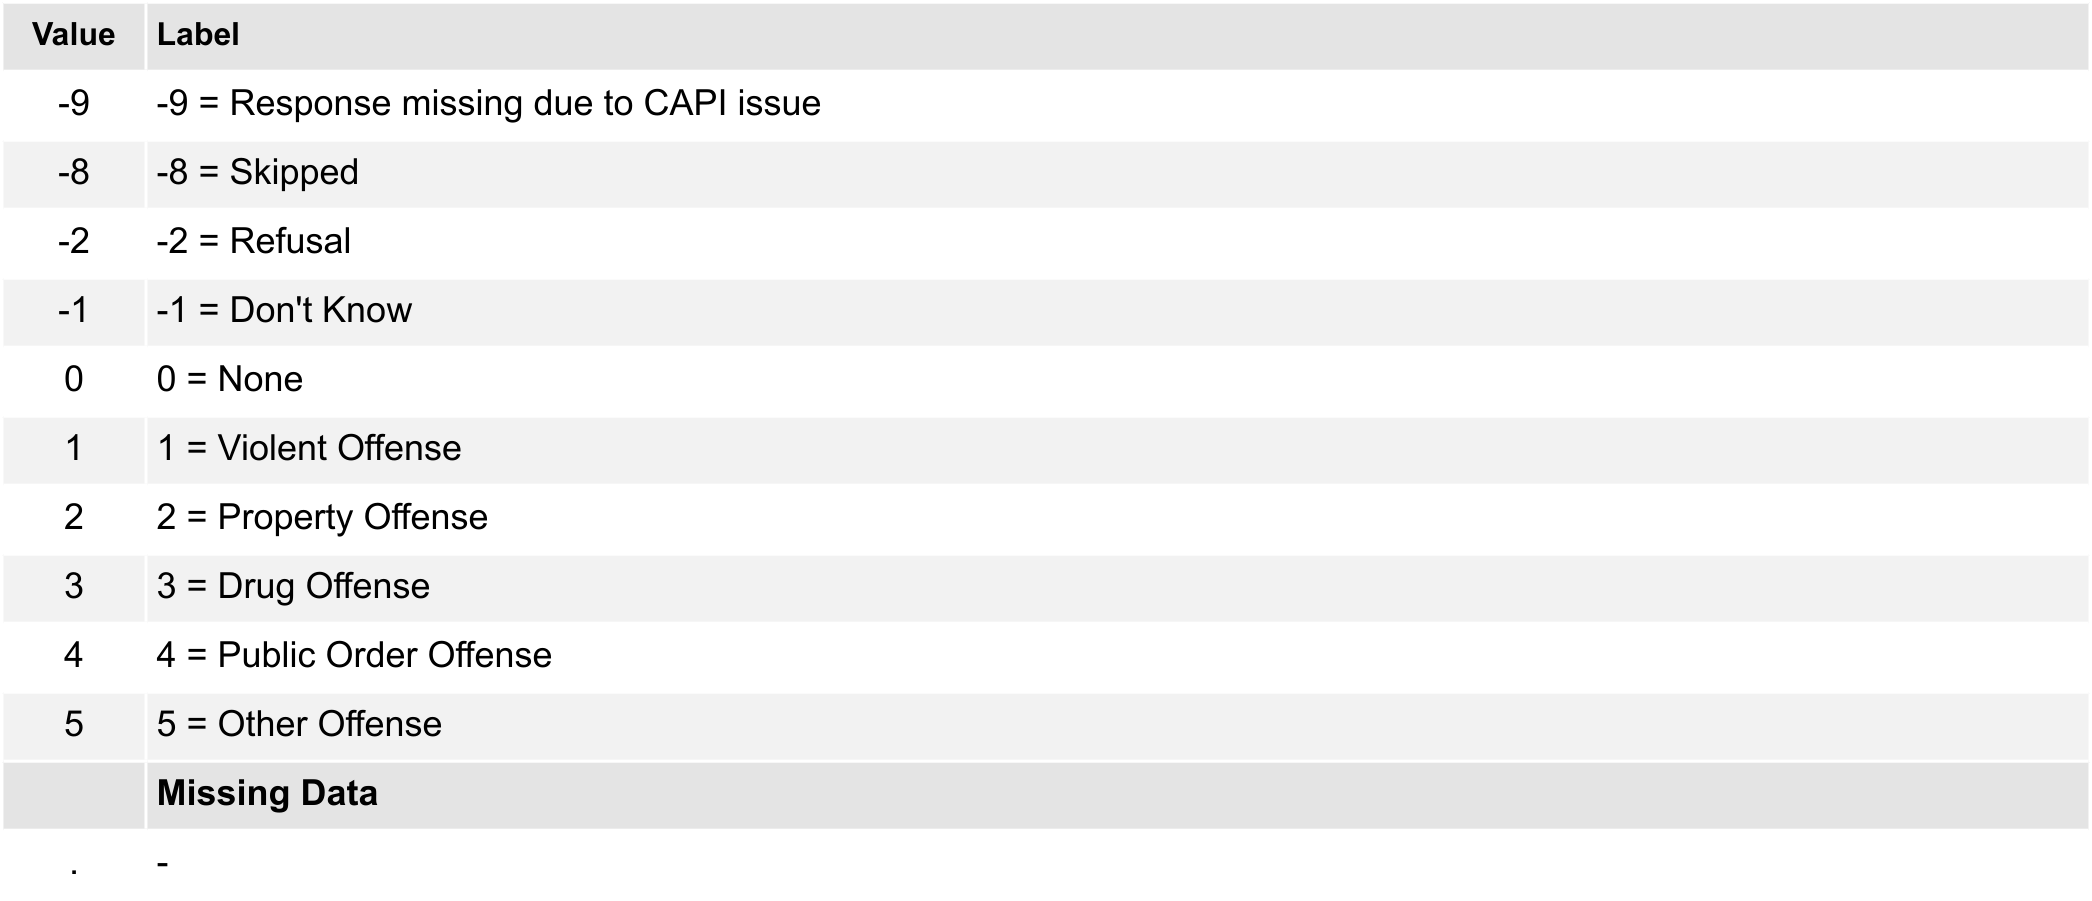 Value Label
-9 -9 = Response missing due to CAPI issue
-8 -8 = Skipped
-2 -2 = Refusal
-1 -1 = Don't Know
0 0 = None
1 1 = Violent Offense
2 2 = Property Offense
3 3 = Drug Offense
4 4 = Public Order Offense
5 5 = Other Offense
Missing Data
. -